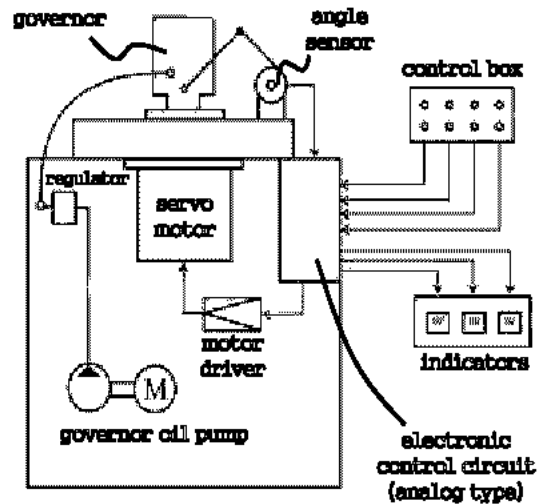 governor
angle
sensor
control box
regulator
servo
motor
motor
driver
indicators
M
governor oil pump
electronic
control circuit
(analog type)